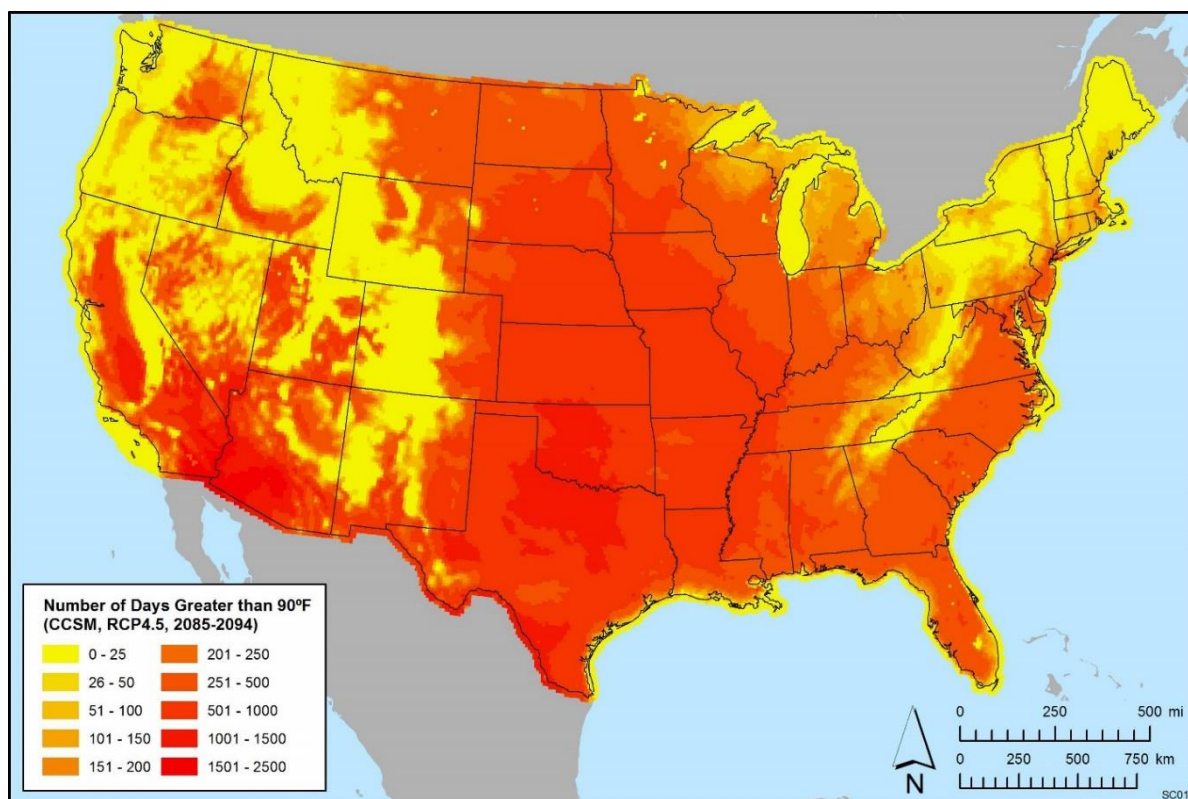 Number of Days Greater than 90ºF
(CCSM, RCP4.5, 2085-2094)
0 - 25
26 - 50
51 - 100
101 - 150
151 - 200
201 - 250
251 - 500
501 - 1000
1001 - 1500
1501 - 2500
N
0 250 500 mi
0 250 500 750 km
SC01